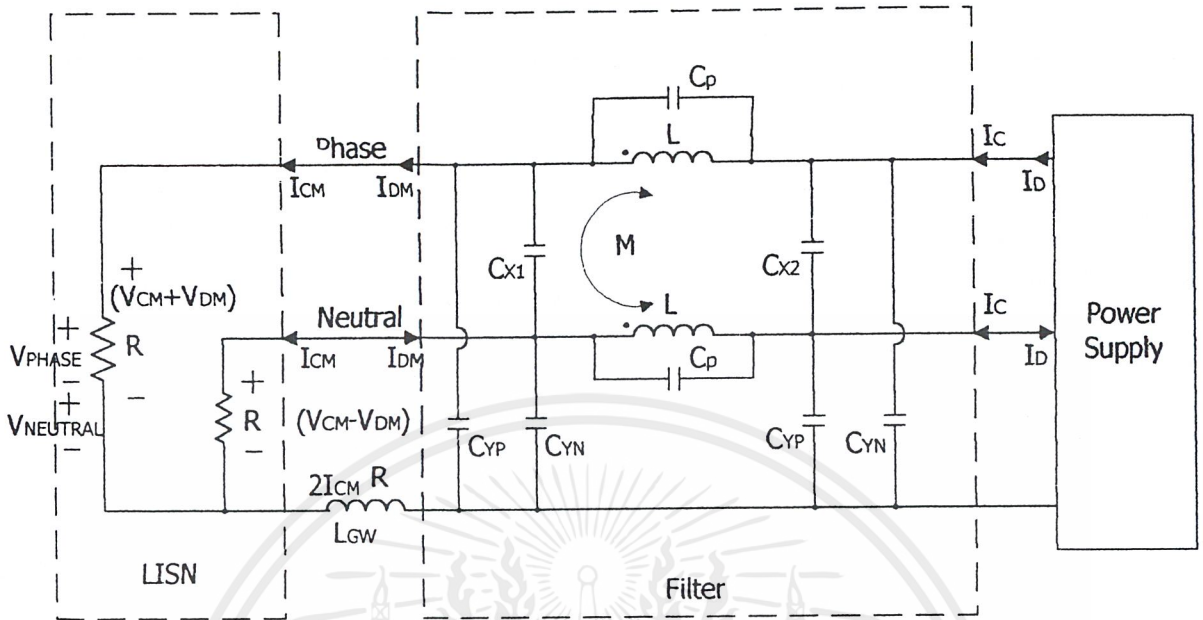 CP
L
Phase
ICM
IDM
IC
ID
M
CX1
CX2
+
(VCM+VDM)
+
VPHASE
R
-
-
+
VNEUTRAL
-
Neutral
ICM
IDM
L
CP
IC
ID
Power
Supply
+
R
-
(VCM-VDM)
CYP
CYN
CYP
CYN
2ICM
R
LGW
LISN
Filter